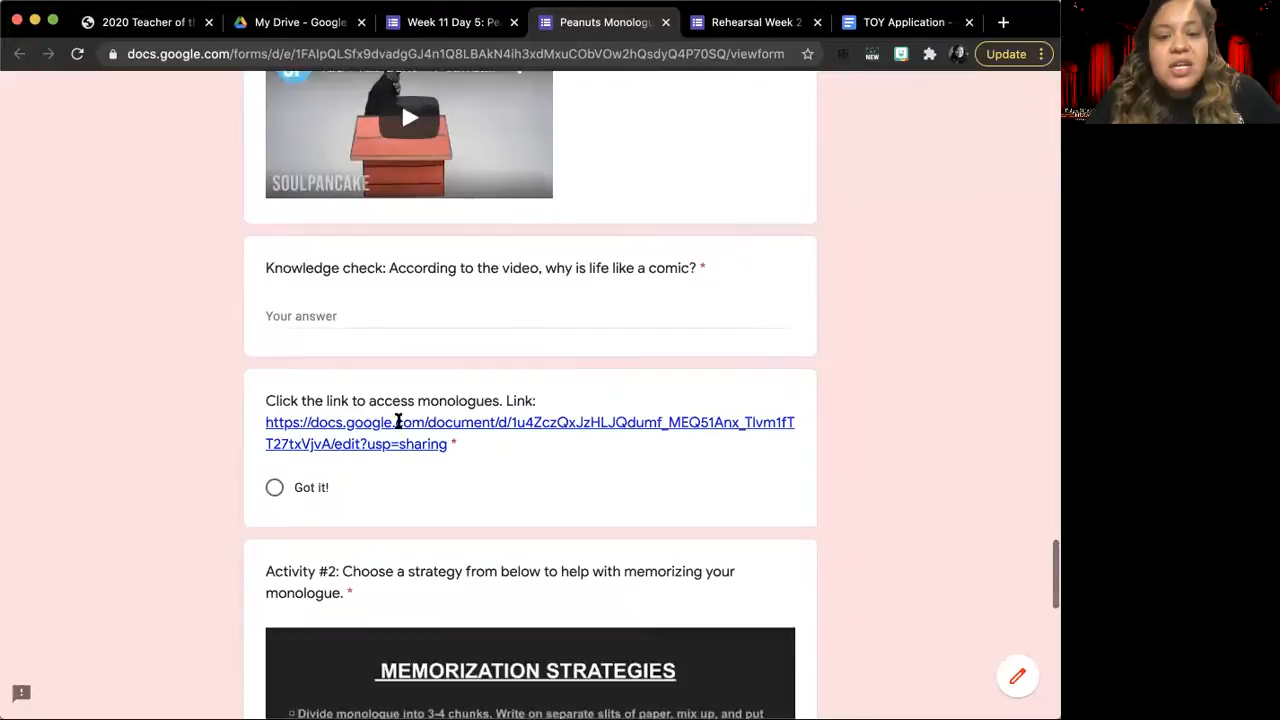 2020 Teacher of th
My Drive - Google
Week 11 Day 5: Pe
Peanuts Monologu
Rehearsal Week 2
TOY Application -
docs.google.com/forms/d/e/1FAIpQLSfx9dvadgGJ4n1Q8LBAkN4ih3xdMxuCObVOw2hQsdyQ4P70SQ/viewform
NEW
Update
SOULPANCAKE
Knowledge check: According to the video, why is life like a comic? *
Your answer
Click the link to access monologues. Link:
https://docs.google.com/document/d/1u4ZczQxJzHLJQdumf_MEQ51Anx_Tlvm1fT
T27txVjvA/edit?usp=sharing *
Got it!
Activity #2: Choose a strategy from below to help with memorizing your
monologue. *
MEMORIZATION STRATEGIES
Divide monologue into 3-4 chunks. Write on separate slits of paper, mix up, and put